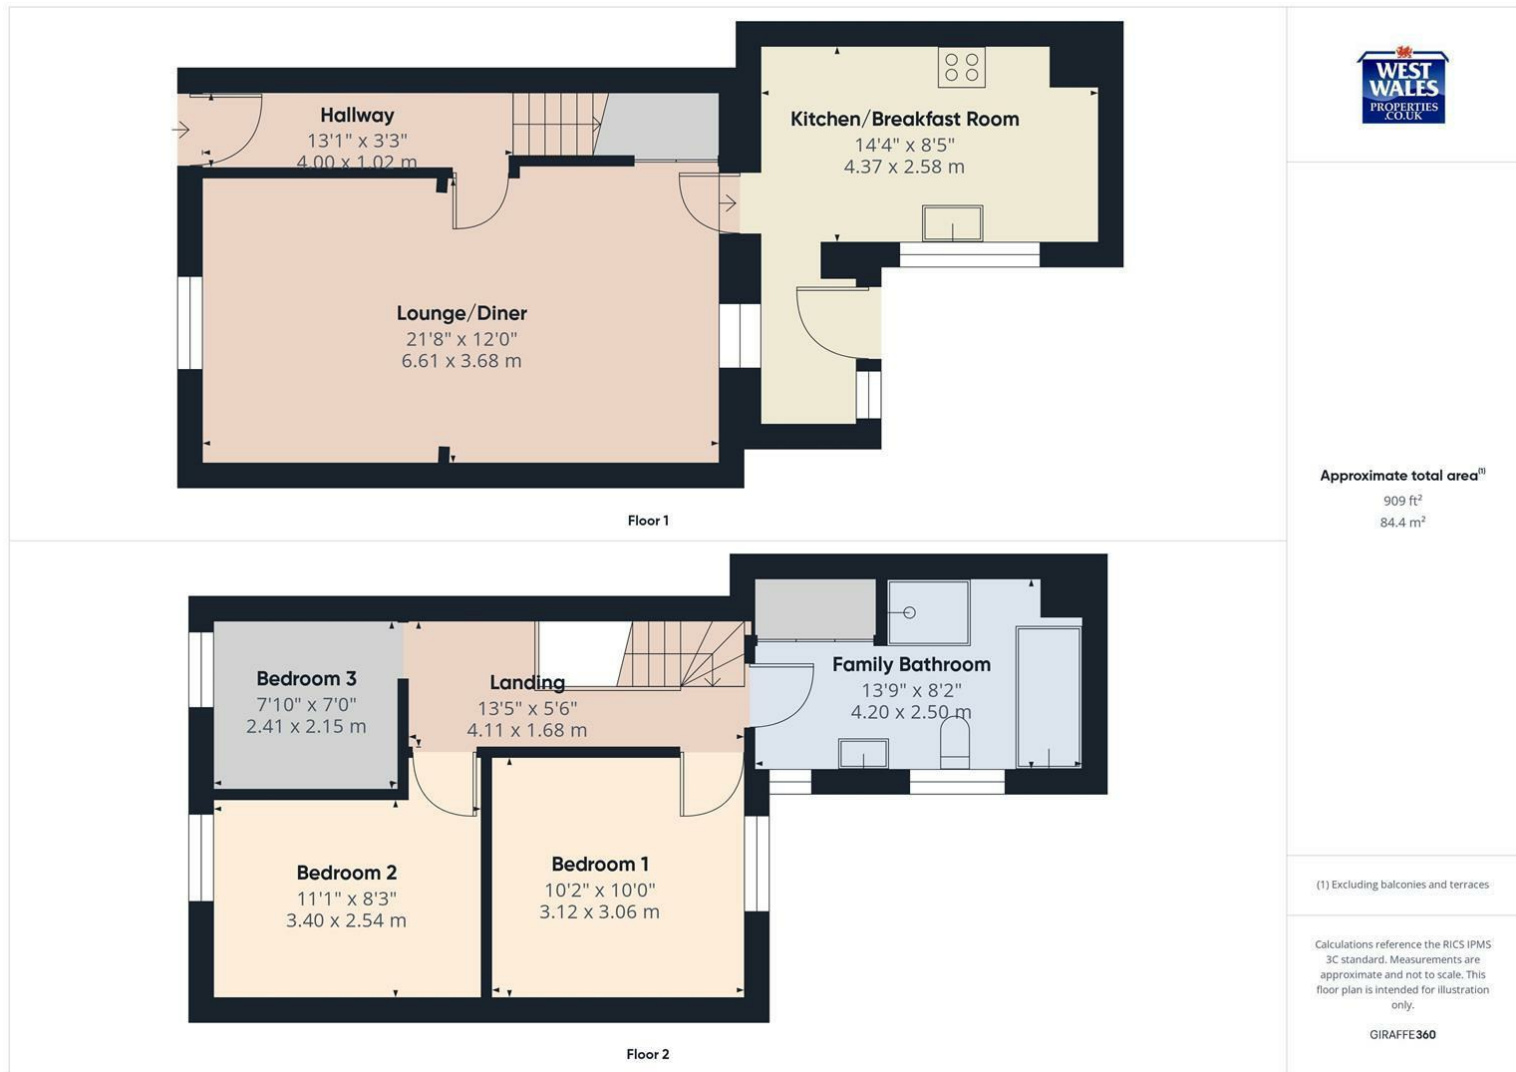 Hallway
13'1" x 3'3"
4.00 x 1.02 m
Kitchen/Breakfast Room
14'4" x 8'5"
4.37 x 2.58 m
Lounge/Diner
21'8" x 12'0"
6.61 x 3.68 m
Floor 1
Bedroom 3
7'10" x 7'0"
2.41 x 2.15 m
Landing
13'5" x 5'6"
4.11 x 1.68 m
Family Bathroom
13'9" x 8'2"
4.20 x 2.50 m
Bedroom 2
11'1" x 8'3"
3.40 x 2.54 m
Bedroom 1
10'2" x 10'0"
3.12 x 3.06 m
Floor 2
WEST
WALES
PROPERTIES
.CO.UK
Approximate total area(1)
909 ft²
84.4 m²
(1) Excluding balconies and terraces
Calculations reference the RICS IPMS
3C standard. Measurements are
approximate and not to scale. This
floor plan is intended for illustration
only.
GIRAFFE360